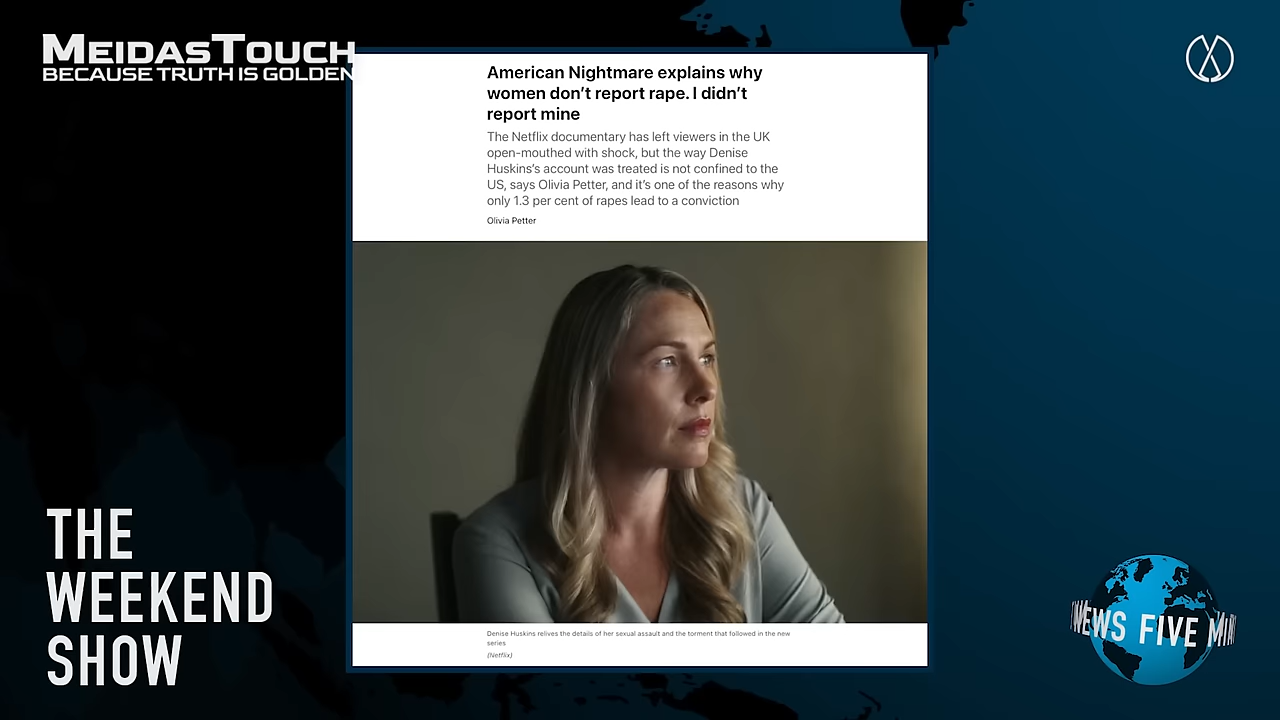 MEIDASTOUCH
BECAUSE TRUTH IS GOLDEN
American Nightmare explains why
women don't report rape. I didn't
report mine
The Netflix documentary has left viewers in the UK
open-mouthed with shock, but the way Denise
Huskins's account was treated is not confined to the
US, says Olivia Petter, and it's one of the reasons why
only 1.3 per cent of rapes lead to a conviction
Olivia Petter
Denise Huskins relives the details of her sexual assault and the torment that followed in the new
series
(Netflix)
THE
WEEKEND
SHOW
NEWS FIVE